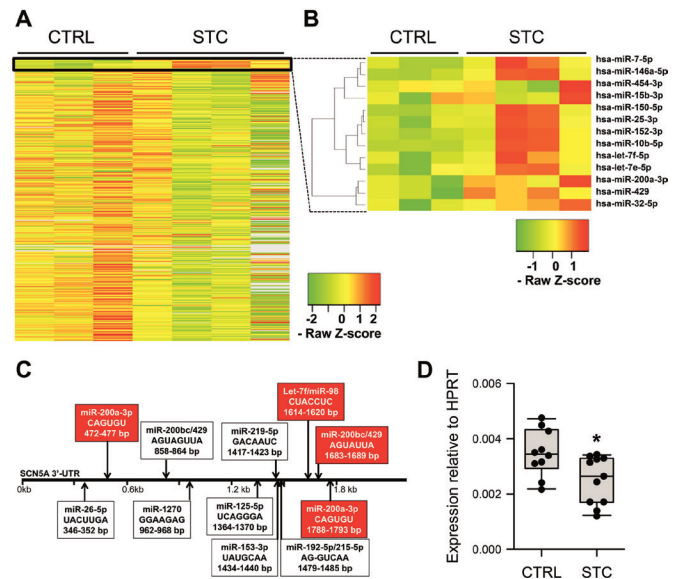 A
CTRL STC
-2 -1 0 1 2
- Raw Z-score
B
CTRL STC
hsa-miR-7-5p
hsa-miR-146a-5p
hsa-miR-454-3p
hsa-miR-15b-3p
hsa-miR-150-5p
hsa-miR-25-3p
hsa-miR-152-3p
hsa-miR-10b-5p
hsa-let-7f-5p
hsa-let-7e-5p
hsa-miR-200a-3p
hsa-miR-429
hsa-miR-32-5p
-1 0 1
- Raw Z-score
C
miR-200a-3p
CAGUGU
472-477 bp
miR-200bc/429
AGUAGUUA
858-864 bp
miR-219-5p
GACAAUC
1417-1423 bp
Let-7f/miR-98
CUACCUC
1614-1620 bp
miR-200bc/429
AGUAUUA
1683-1689 bp
SCN5A 3'-UTR
0kb 0.6kb 1.2 kb 1.8 kb
miR-26-5p
UACUUGA
346-352 bp
miR-1270
GGAAGAG
962-968 bp
miR-125-5p
UCAGGGA
1364-1370 bp
miR-153-3p
UAUGCAA
1434-1440 bp
miR-192-5p/215-5p
AG-GUCAA
1479-1485 bp
miR-200a-3p
CAGUGU
1788-1793 bp
D
Expression relative to HPRT
0.006
0.004
0.002
0.000
*
CTRL STC